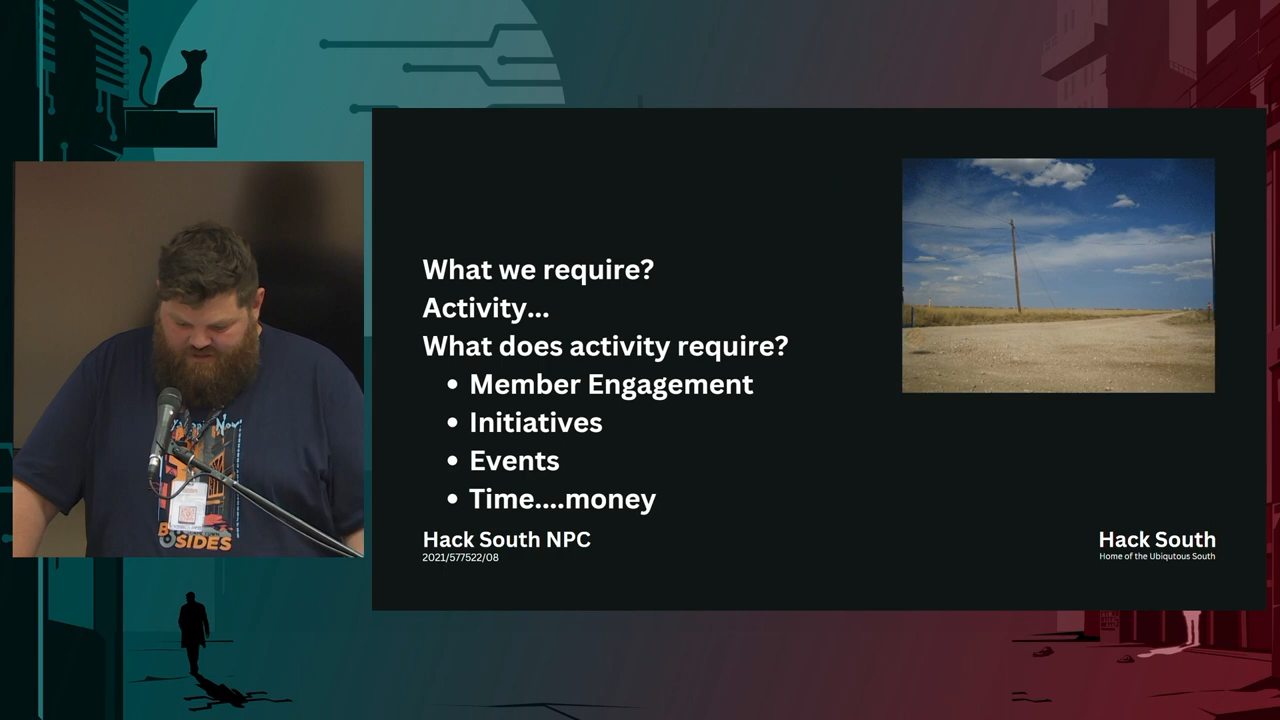 What we require?
Activity...
What does activity require?
• Member Engagement
• Initiatives
• Events
• Time....money
Hack South NPC
2021/577522/08
Hack South
Home of the Ubiqutous South
SIDES